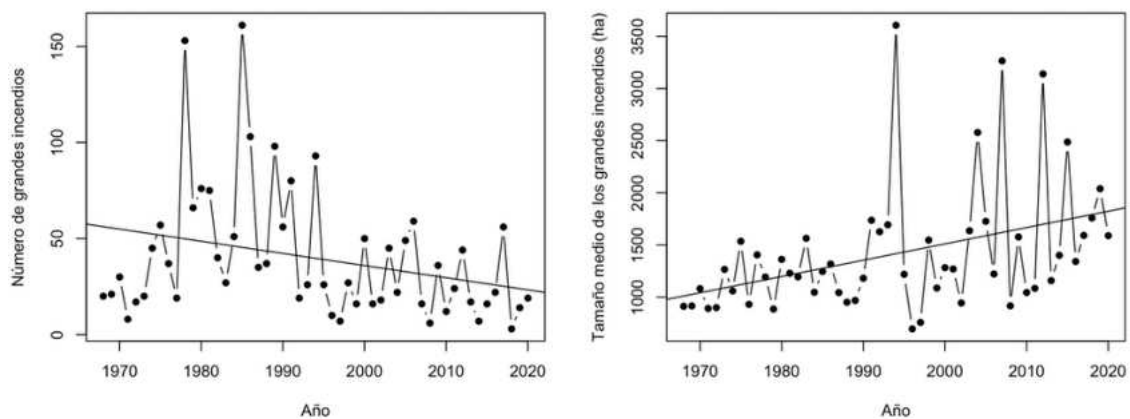 Número de grandes incendios
150
100
50
0
1970 1980 1990 2000 2010 2020
Año
Tamaño medio de los grandes incendios (ha)
3500
3000
2500
2000
1500
1000
1970 1980 1990 2000 2010 2020
Año